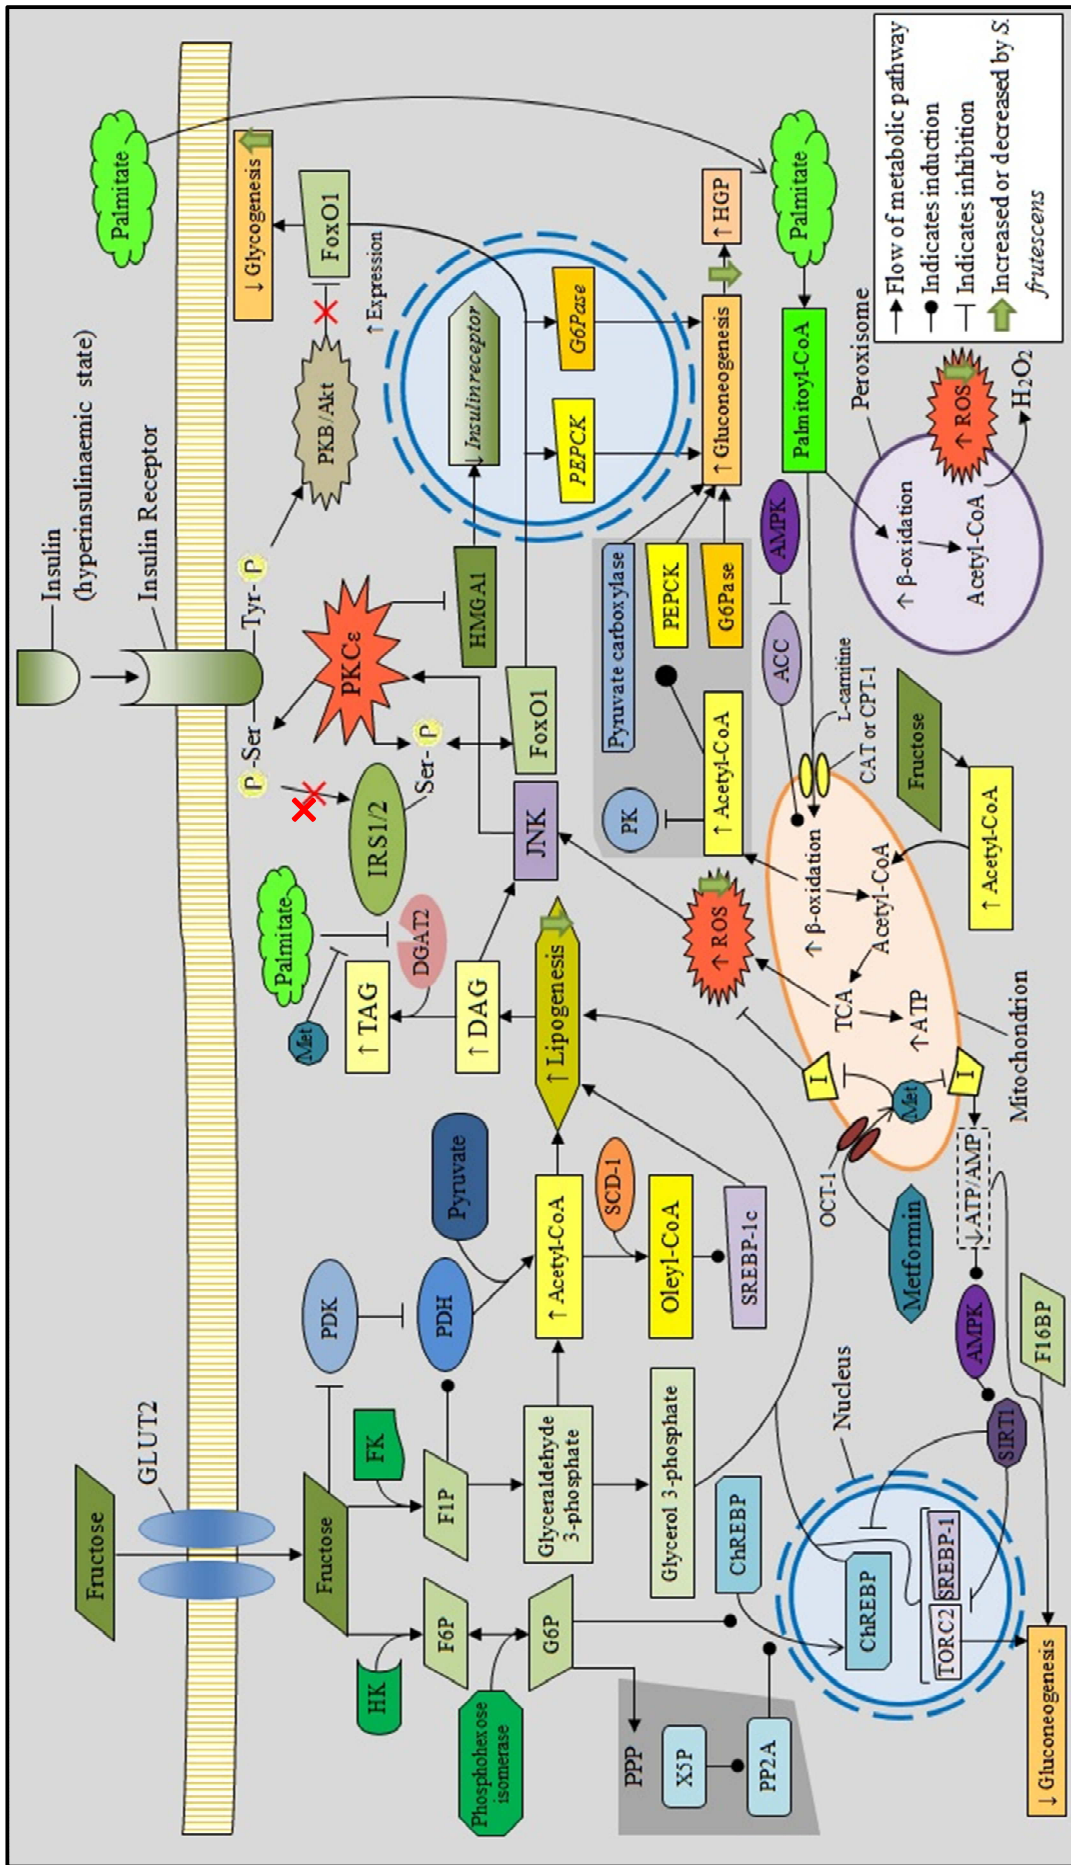 Fructose
GLUT2
Insulin
(hyperinsulinaemic state)
Insulin Receptor
Palmitate
Fructose
HK
F6P
Phosphohexose
isomerase
G6P
PPP
X5P
PP2A
FK
F1P
PDK
PDH
Pyruvate
Glyceraldehyde
3-phosphate
Glycerol 3-phosphate
↑ Acetyl-CoA
SCD-1
Oleyl-CoA
SREBP-1c
ChREBP
Nucleus
ChREBP
TORC2
SREBP-1
SIRT1
AMPK
↓ATP/AMP
F16BP
↓ Gluconeogenesis
↑ Lipogenesis
↑ DAG
↑ TAG
DGAT2
Met
Palmitate
P -Ser
Tyr- P
IRS1/2
Ser- P
PKCε
JNK
FoxO1
HMGA1
PKB/Akt
FoxO1
↑ Expression
↓ Glycogenesis
↓ Insulin receptor
PEPCK
G6Pase
↑ Gluconeogenesis
↑ HGP
Pyruvate carboxylase
PEPCK
G6Pase
PK
↑ Acetyl-CoA
↑ ROS
Palmitate
Palmitoyl-CoA
AMPK
ACC
L-carnitine
CAT or CPT-1
Fructose
↑ Acetyl-CoA
↑ β-oxidation
Acetyl-CoA
TCA
↑ATP
I
Met
I
OCT-1
Metformin
Mitochondrion
Peroxisome
↑ β-oxidation
Acetyl-CoA
↑ ROS
H2O2
Flow of metabolic pathway
Indicates induction
Indicates inhibition
Increased or decreased by S.
frutescens